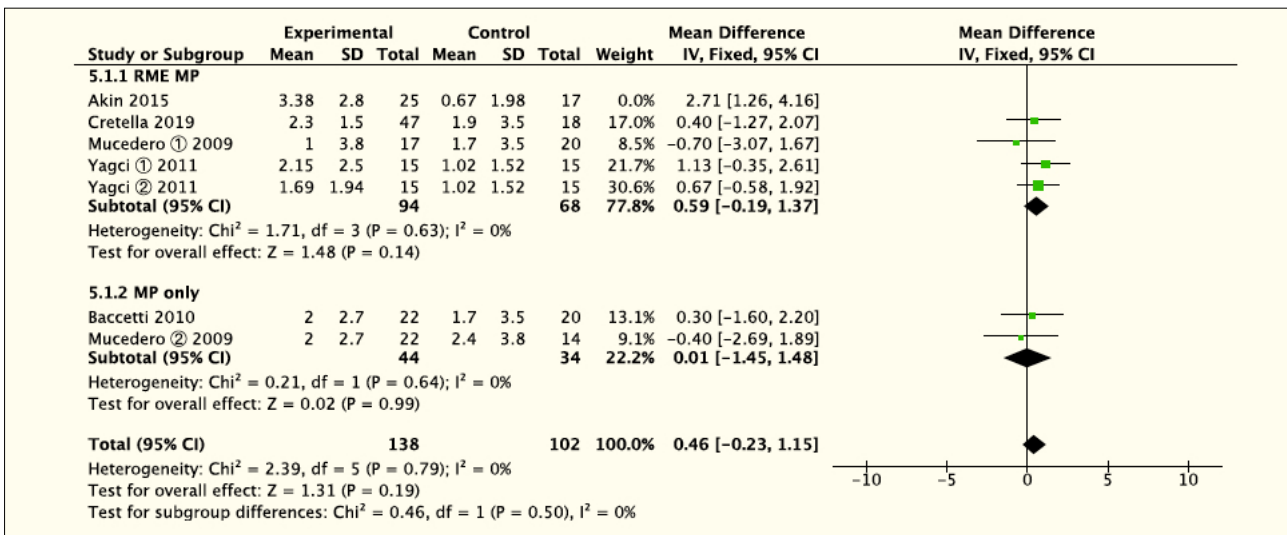 Experimental Control Mean Difference Mean Difference
Study or Subgroup Mean SD Total Mean SD Total Weight IV, Fixed, 95% CI IV, Fixed, 95% CI
5.1.1 RME MP
Akin 2015 3.38 2.8 25 0.67 1.98 17 0.0% 2.71 [1.26, 4.16]
Cretella 2019 2.3 1.5 47 1.9 3.5 18 17.0% 0.40 [−1.27, 2.07]
Mucedero ① 2009 1 3.8 17 1.7 3.5 20 8.5% −0.70 [−3.07, 1.67]
Yagci ① 2011 2.15 2.5 15 1.02 1.52 15 21.7% 1.13 [−0.35, 2.61]
Yagci ② 2011 1.69 1.94 15 1.02 1.52 15 30.6% 0.67 [−0.58, 1.92]
Subtotal (95% CI) 94 68 77.8% 0.59 [−0.19, 1.37]
Heterogeneity: Chi² = 1.71, df = 3 (P = 0.63); I² = 0%
Test for overall effect: Z = 1.48 (P = 0.14)
5.1.2 MP only
Baccetti 2010 2 2.7 22 1.7 3.5 20 13.1% 0.30 [−1.60, 2.20]
Mucedero ② 2009 2 2.7 22 2.4 3.8 14 9.1% −0.40 [−2.69, 1.89]
Subtotal (95% CI) 44 34 22.2% 0.01 [−1.45, 1.48]
Heterogeneity: Chi² = 0.21, df = 1 (P = 0.64); I² = 0%
Test for overall effect: Z = 0.02 (P = 0.99)
Total (95% CI) 138 102 100.0% 0.46 [−0.23, 1.15]
Heterogeneity: Chi² = 2.39, df = 5 (P = 0.79); I² = 0%
Test for overall effect: Z = 1.31 (P = 0.19)
Test for subgroup differences: Chi² = 0.46, df = 1 (P = 0.50), I² = 0%
−10 −5 0 5 10